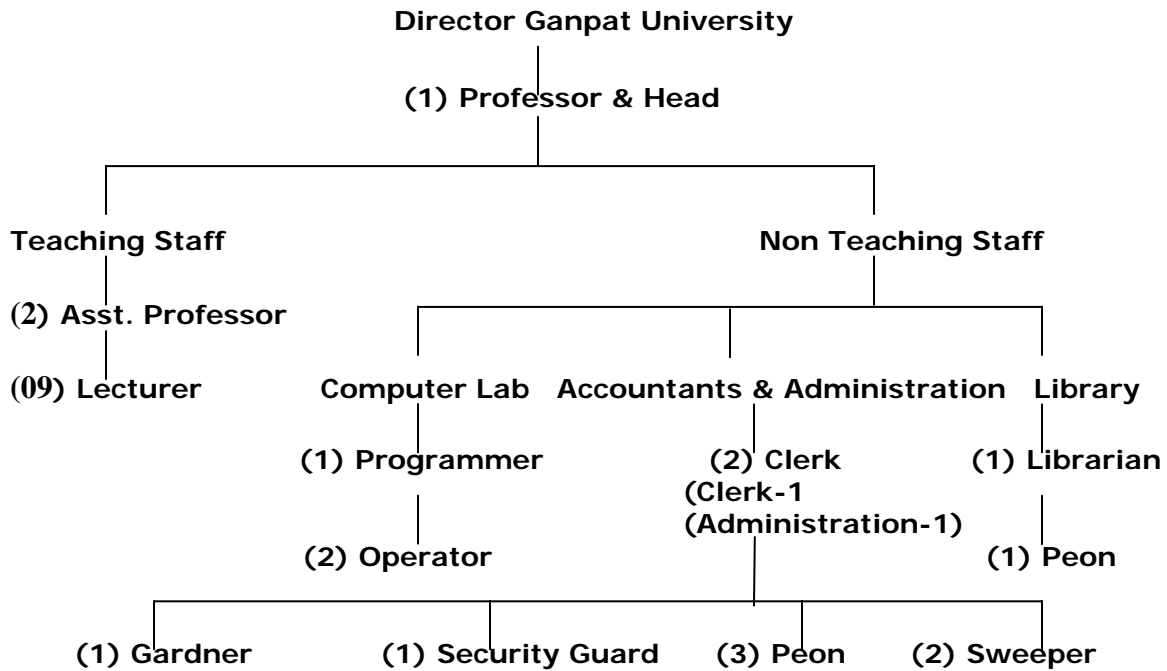 Director Ganpat University
(1) Professor & Head
Teaching Staff
Non Teaching Staff
(2) Asst. Professor
(09) Lecturer
Computer Lab
Accountants & Administration
Library
(1) Programmer
(2) Clerk
(Clerk-1
(Administration-1)
(1) Librarian
(2) Operator
(1) Peon
(1) Gardner
(1) Security Guard
(3) Peon
(2) Sweeper